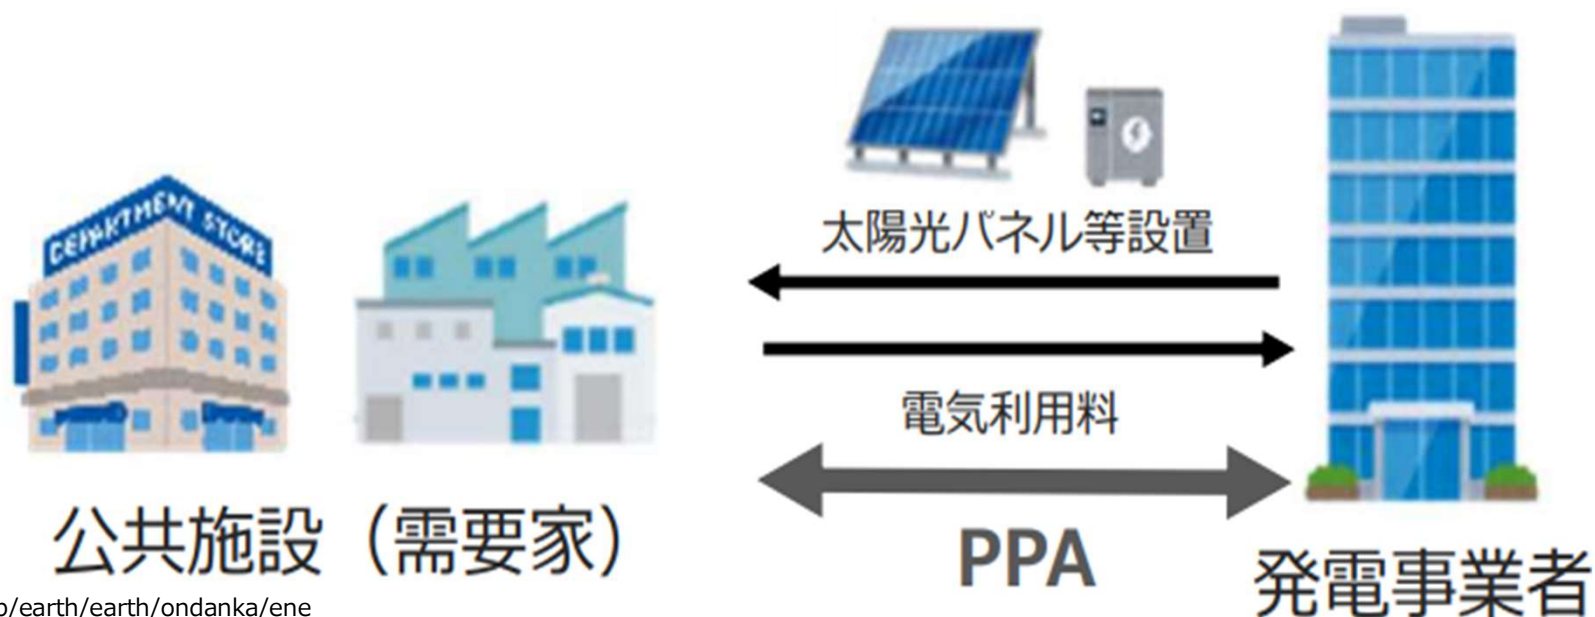 DEPARTMENT STORE
太陽光パネル等設置
電気利用料
PPA
公共施設（需要家）
発電事業者
o/earth/earth/ondanka/ene